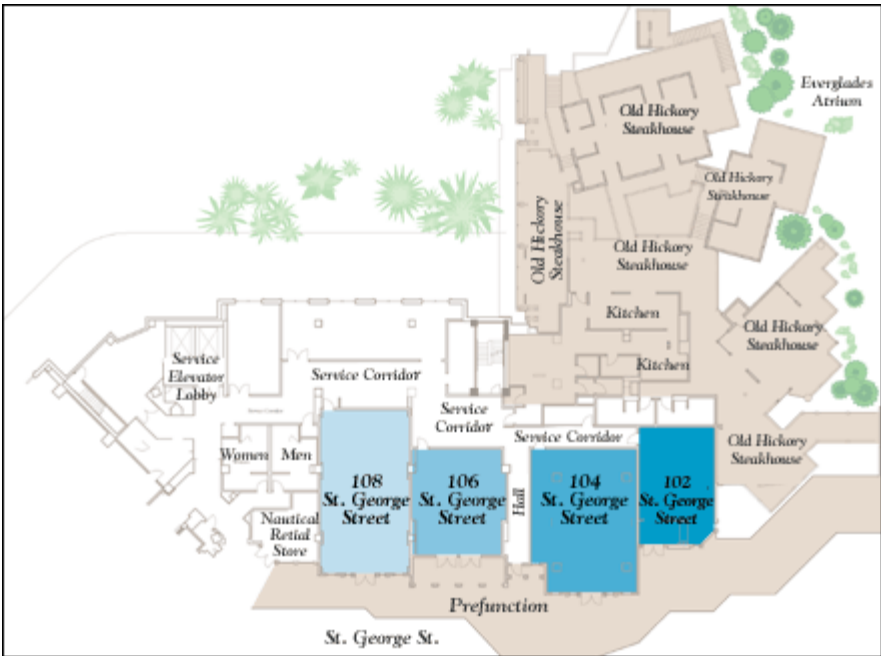 Everglades
Atrium
Old Hickory
Steakhouse
Old Hickory
Steakhouse
Old Hickory
Steakhouse
Old Hickory
Steakhouse
Kitchen
Old Hickory
Steakhouse
Kitchen
Service
Elevator
Lobby
Service Corridor
Service
Corridor
Service Corridor
Old Hickory
Steakhouse
Women
Men
108
St. George
Street
106
St. George
Street
Hall
104
St. George
Street
102
St. George
Street
Nautical
Retial
Store
Prefunction
St. George St.